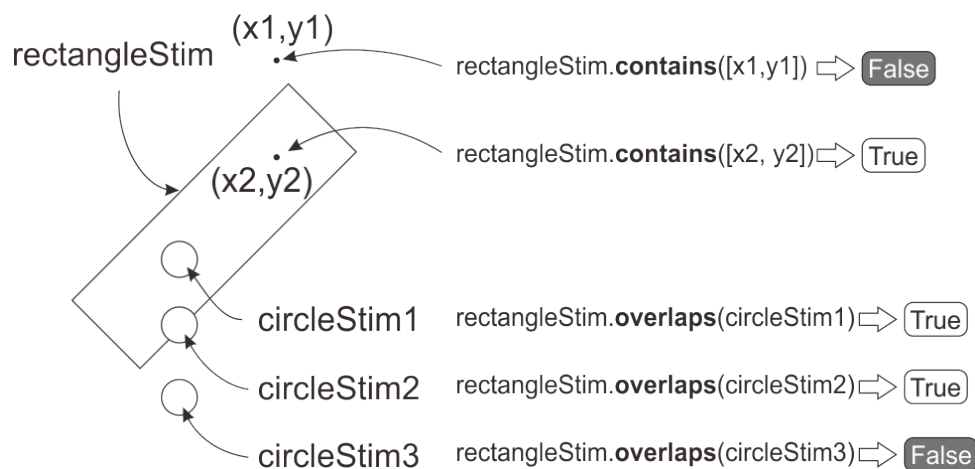 (x1,y1)
rectangleStim
rectangleStim.contains([x1,y1]) False
rectangleStim.contains([x2, y2]) True
(x2,y2)
circleStim1 rectangleStim.overlaps(circleStim1) True
circleStim2 rectangleStim.overlaps(circleStim2) True
circleStim3 rectangleStim.overlaps(circleStim3) False